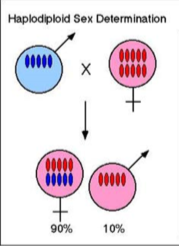 Haplodiploid Sex Determination
X
90% 10%